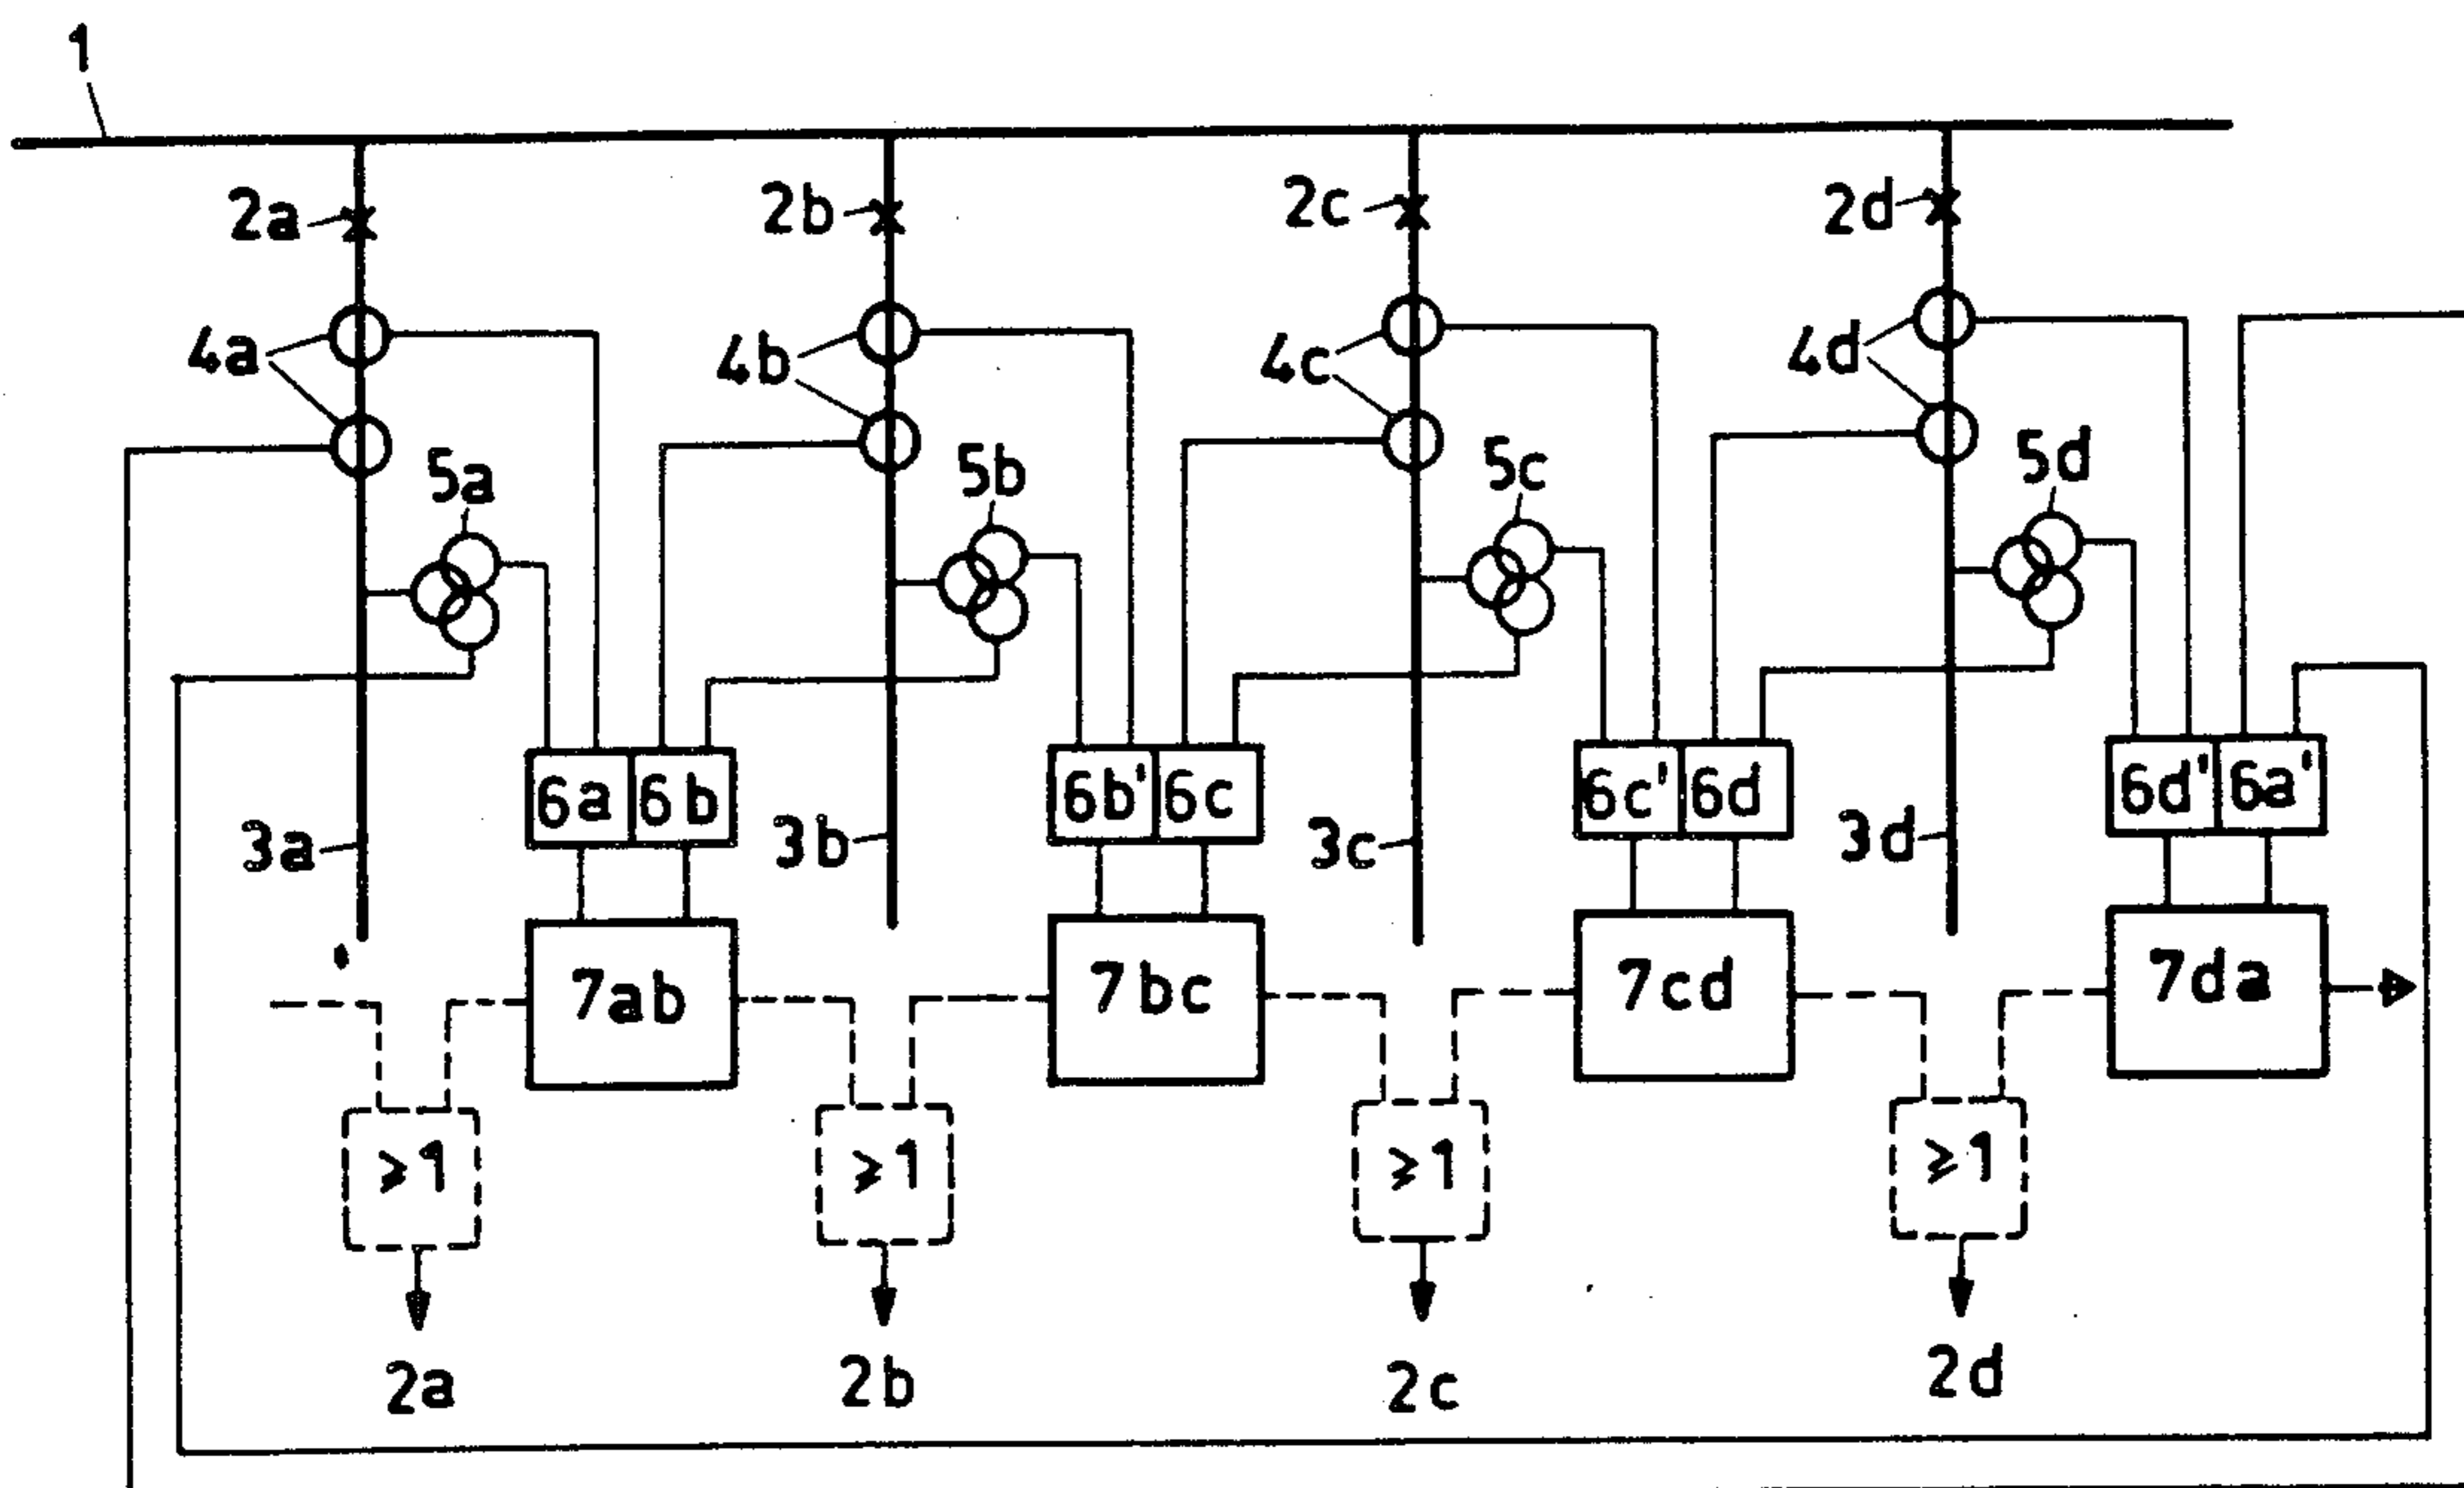 1
2a 2b 2c 2d
4a 4b 4c 4d
5a 5b 5c 5d
6a 6b 6b' 6c 6c' 6d 6d' 6a'
3a 3b 3c 3d
7ab 7bc 7cd 7da
≥1 ≥1 ≥1 ≥1
2a 2b 2c 2d